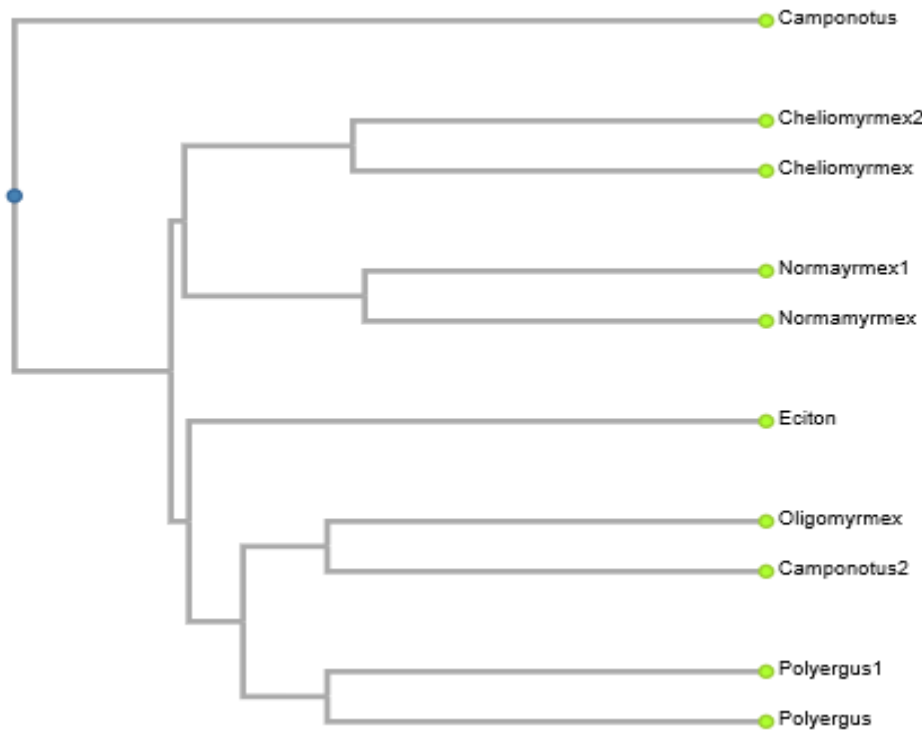 Camponotus
Cheliomyrmex2
Cheliomyrmex
Normayrmex1
Normamyrmex
Eciton
Oligomyrmex
Camponotus2
Polyergus1
Polyergus